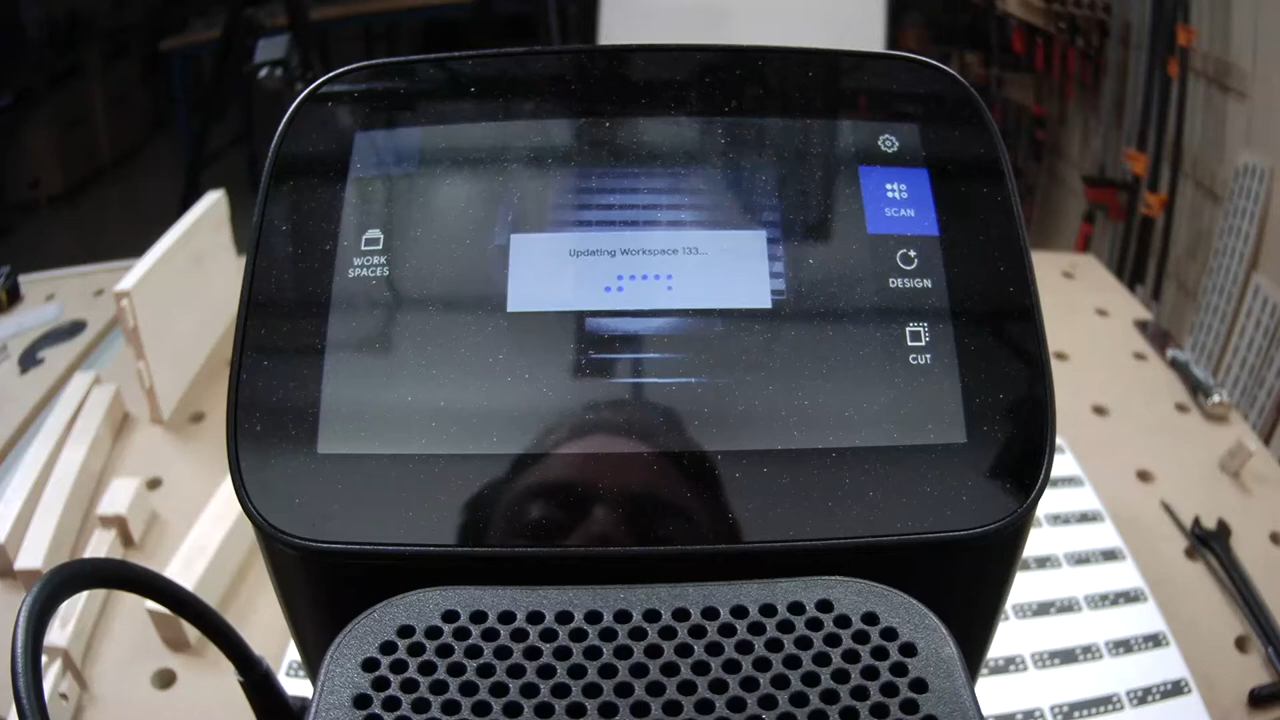 WORK
SPACES
Updating Workspace 133...
SCAN
DESIGN
CUT